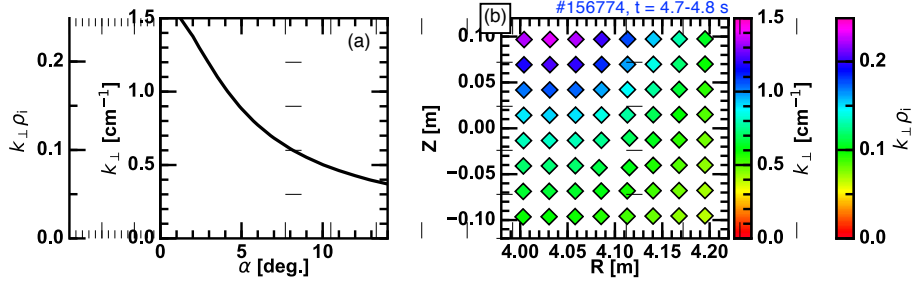 #156774, t = 4.7-4.8 s
(a)
(b)
k⊥ρi
0.2
0.1
0.0
k⊥ [cm⁻¹]
1.5
1.0
0.5
0.0
0
5
10
α [deg.]
Z [m]
0.10
0.05
0.00
−0.05
−0.10
4.00 4.05 4.10 4.15 4.20
R [m]
1.5
1.0
0.5
0.0
k⊥ [cm⁻¹]
0.2
0.1
0.0
k⊥ρi